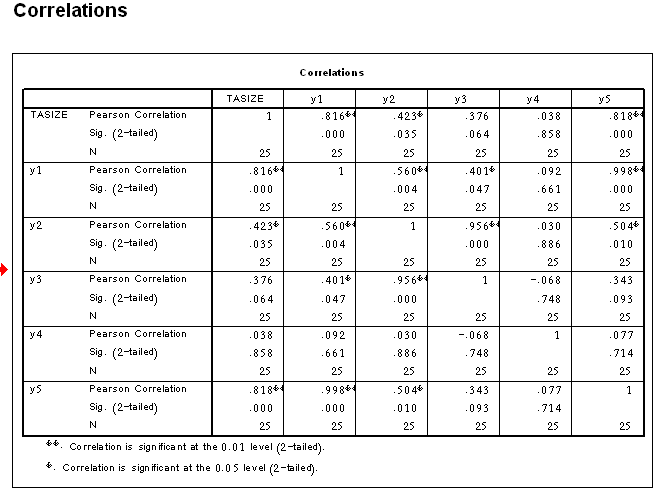 Correlations
Correlations
TASIZE y1 y2 y3 y4 y5
TASIZE Pearson Correlation 1 .816** .423* .376 .038 .818**
Sig. (2-tailed) .000 .035 .064 .858 .000
N 25 25 25 25 25 25
y1 Pearson Correlation .816** 1 .560** .401* .092 .998**
Sig. (2-tailed) .000 .004 .047 .661 .000
N 25 25 25 25 25 25
y2 Pearson Correlation .423* .560** 1 .956** .030 .504*
Sig. (2-tailed) .035 .004 .000 .886 .010
N 25 25 25 25 25 25
y3 Pearson Correlation .376 .401* .956** 1 -.068 .343
Sig. (2-tailed) .064 .047 .000 .748 .093
N 25 25 25 25 25 25
y4 Pearson Correlation .038 .092 .030 -.068 1 .077
Sig. (2-tailed) .858 .661 .886 .748 .714
N 25 25 25 25 25 25
y5 Pearson Correlation .818** .998** .504* .343 .077 1
Sig. (2-tailed) .000 .000 .010 .093 .714
N 25 25 25 25 25 25
**. Correlation is significant at the 0.01 level (2-tailed).
*. Correlation is significant at the 0.05 level (2-tailed).